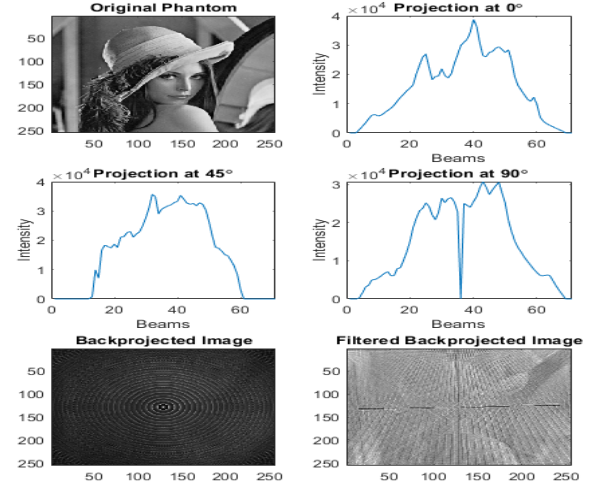 Original Phantom
50
100
150
200
250
50 100 150 200 250
×10⁴ Projection at 0°
4
3
2
1
0
Intensity
0 20 40 60
Beams
×10⁴ Projection at 45°
4
3
2
1
0
Intensity
0 20 40 60
Beams
×10⁴ Projection at 90°
3
2
1
0
Intensity
0 20 40 60
Beams
Backprojected Image
50
100
150
200
250
50 100 150 200 250
Filtered Backprojected Image
50
100
150
200
250
50 100 150 200 250